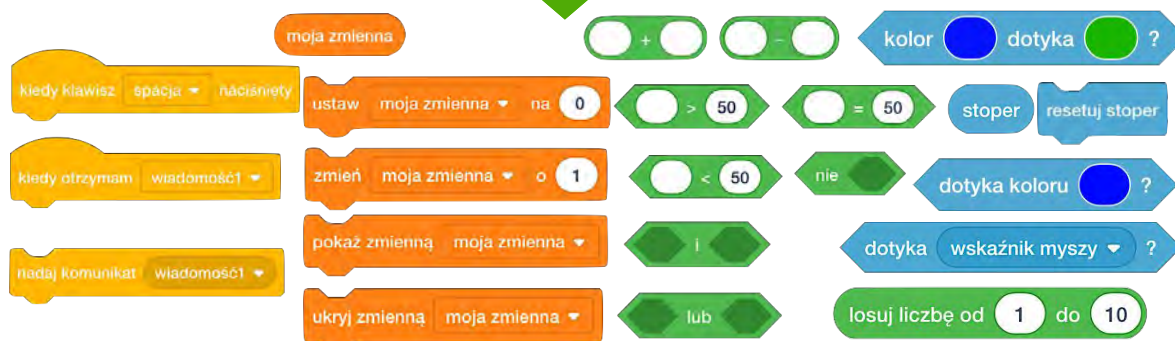 moja zmienna
+
-
kolor dotyka ?
kiedy klawisz spacja naciśnięty
ustaw moja zmienna na 0
> 50
= 50
stoper
resetuj stoper
kiedy otrzymam wiadomość1
zmień moja zmienna o 1
< 50
nie
dotyka koloru ?
pokaż zmienną moja zmienna
i
dotyka wskaźnik myszy ?
nadaj komunikat wiadomość1
ukryj zmienną moja zmienna
lub
losuj liczbę od 1 do 10